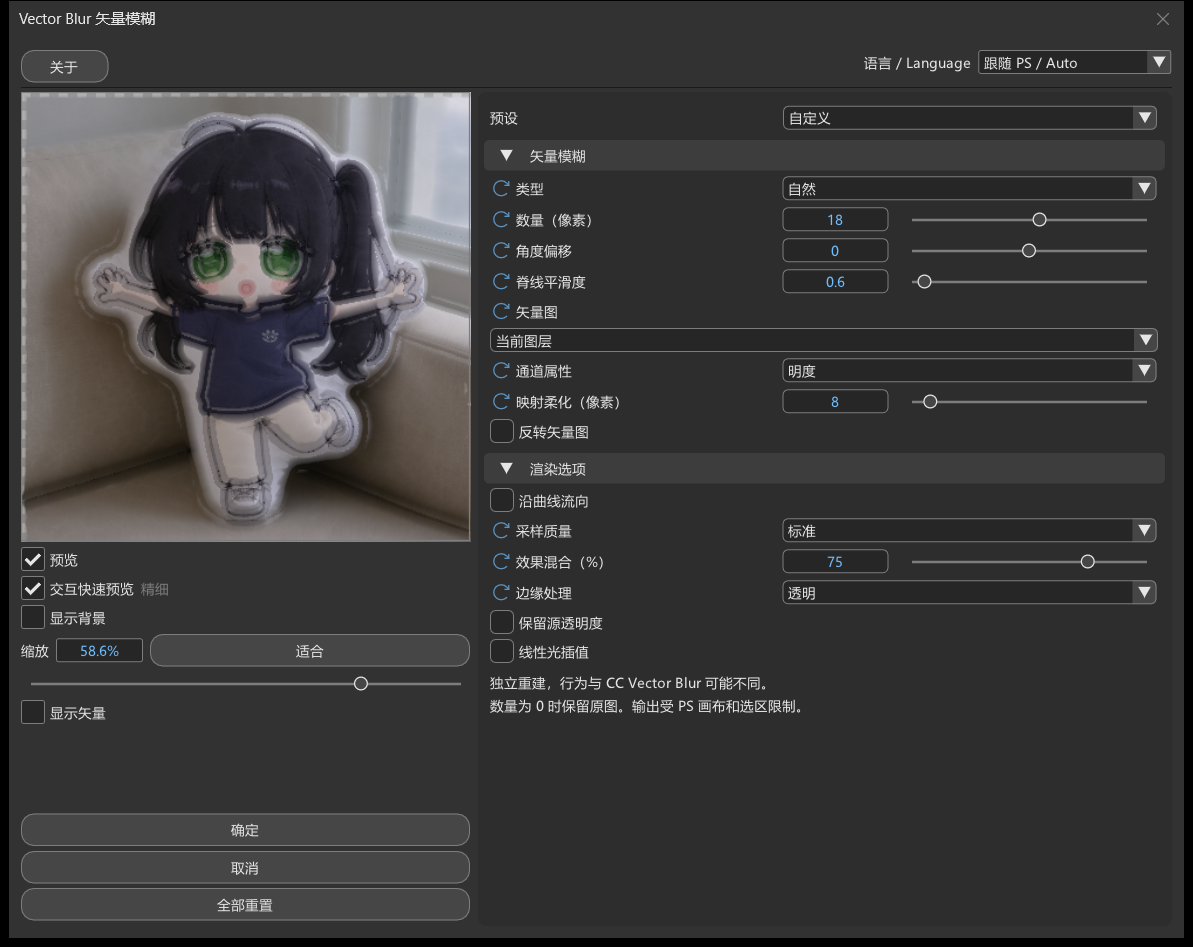 Vector Blur 矢量模糊
关于
语言 / Language
跟随 PS / Auto
预设
自定义
矢量模糊
类型
自然
数量（像素）
18
角度偏移
0
脊线平滑度
0.6
矢量图
当前图层
通道属性
明度
映射柔化（像素）
8
反转矢量图
渲染选项
沿曲线流向
采样质量
标准
效果混合（%）
75
边缘处理
透明
保留源透明度
线性光插值
独立重建，行为与 CC Vector Blur 可能不同。
数量为 0 时保留原图。输出受 PS 画布和选区限制。
预览
交互快速预览 精细
显示背景
缩放
58.6%
适合
显示矢量
确定
取消
全部重置